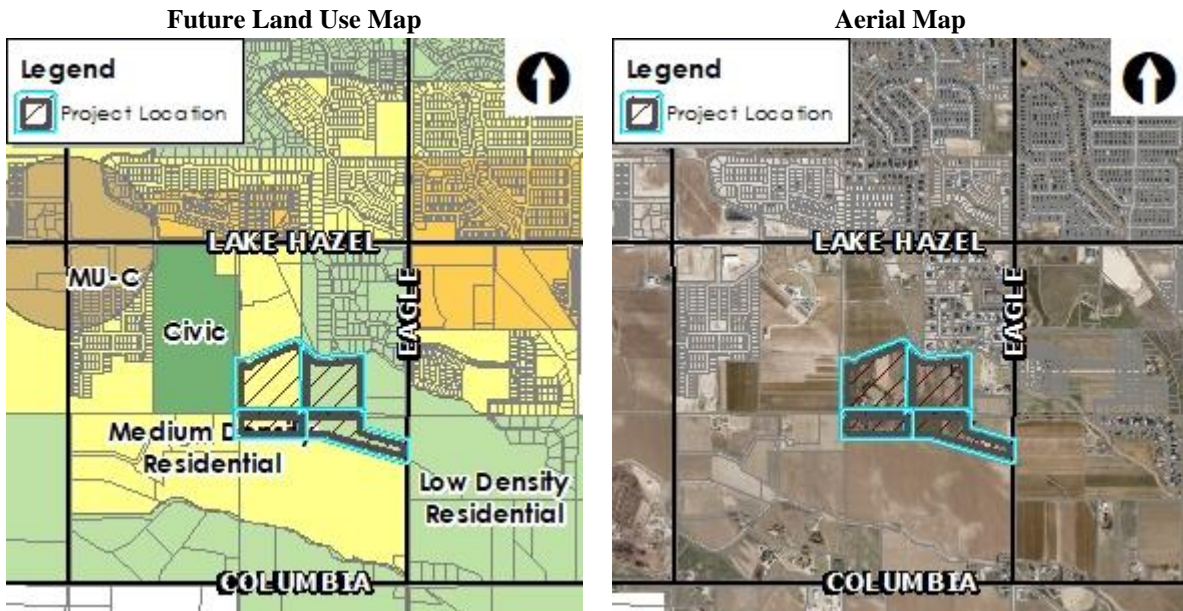 Future Land Use Map
Legend
Project Location
LAKE HAZEL
MU-C
Civic
EAGLE
Medium D
Residential
Low Density
Residential
COLUMBIA
Aerial Map
Legend
Project Location
LAKE HAZEL
EAGLE
COLUMBIA